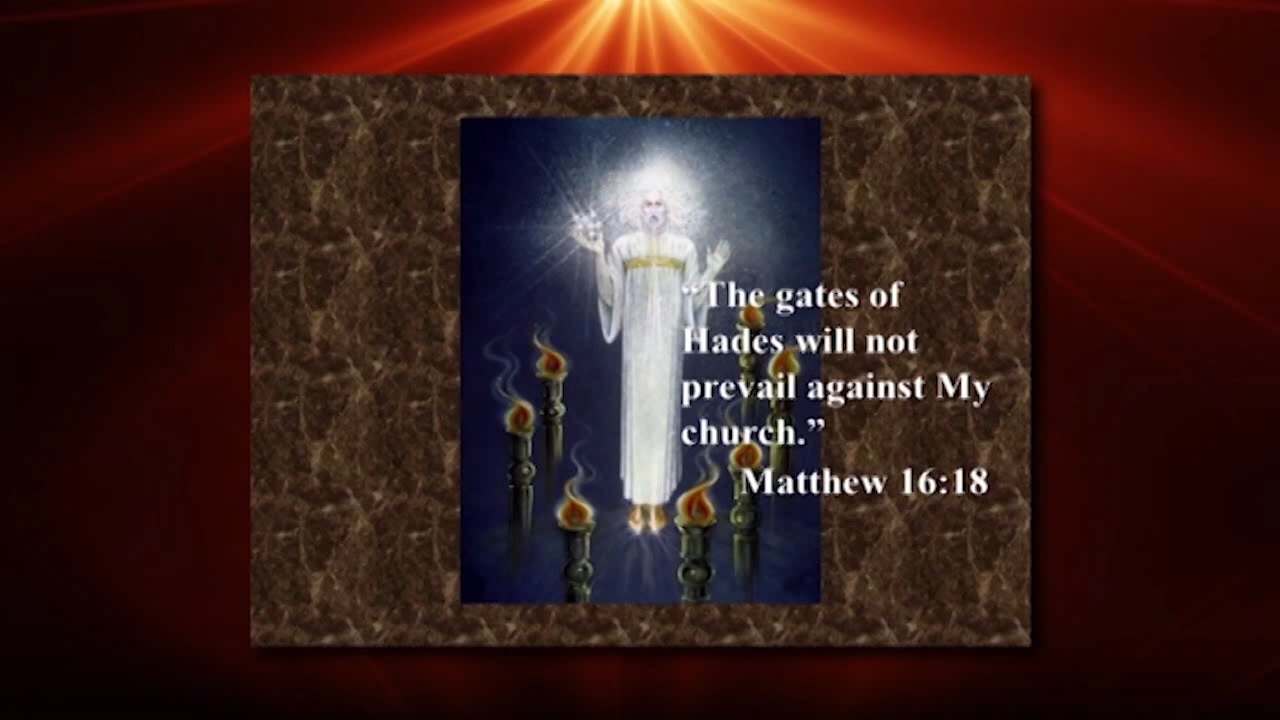 “The gates of
Hades will not
prevail against My
church.”
Matthew 16:18